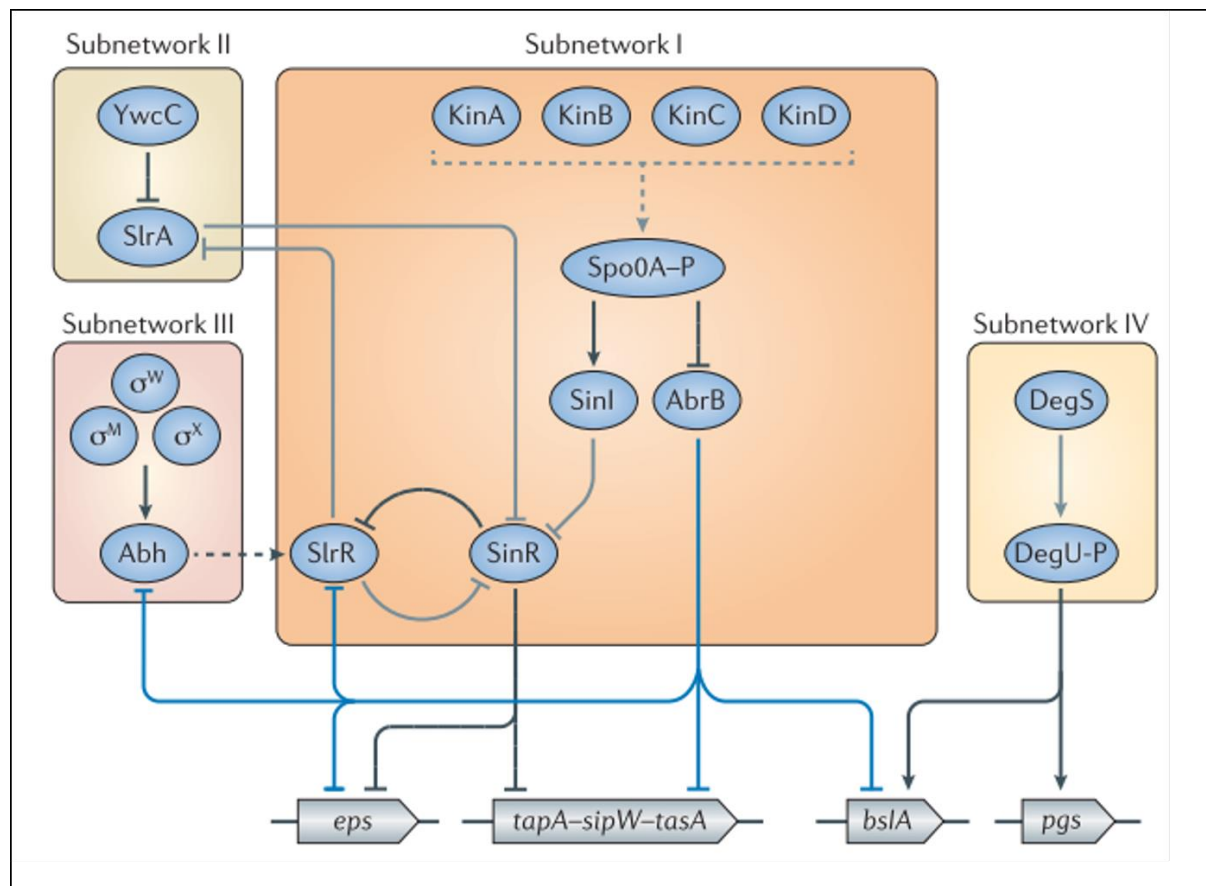 Subnetwork II
Subnetwork I
YwcC
KinA KinB KinC KinD
SlrA
Spo0A–P
Subnetwork III
Subnetwork IV
σW
σM σX
SinI AbrB
DegS
Abh
SlrR
SinR
DegU-P
eps
tapA–sipW–tasA
bslA
pgs